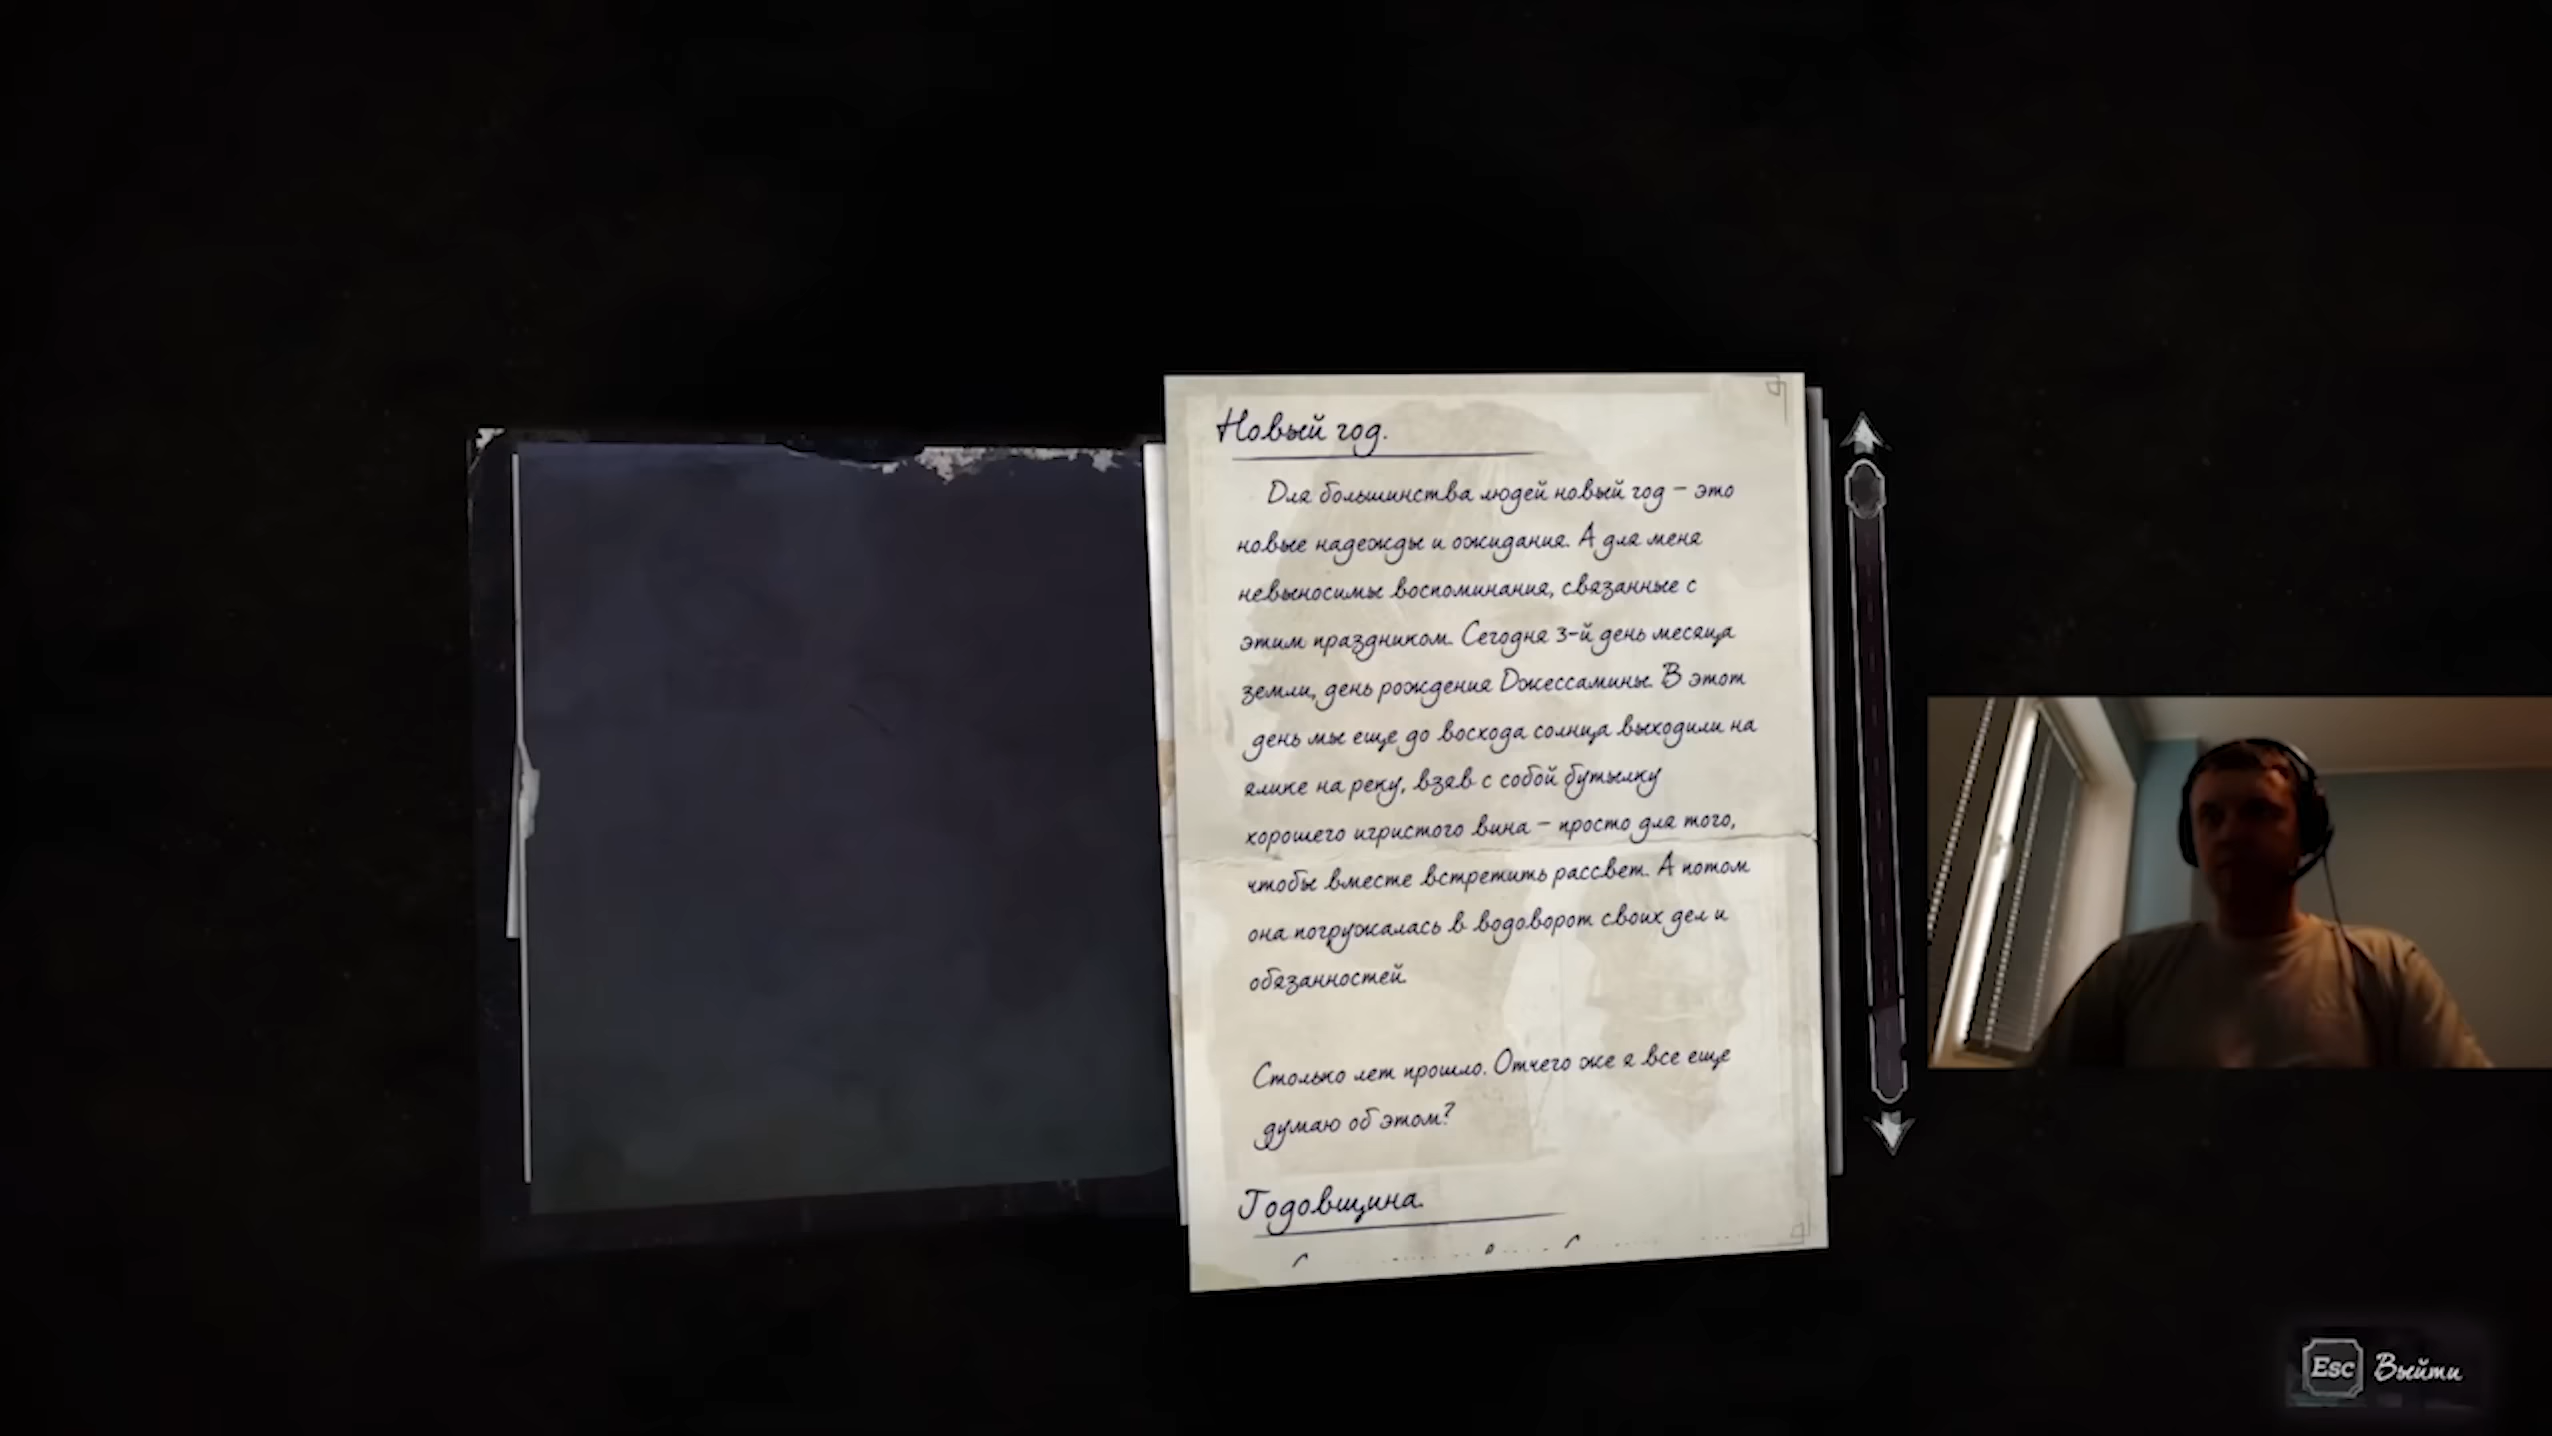 Новый год.
Для большинства людей новый год – это
новые надежды и ожидания. А для меня
невыносимы воспоминания, связанные с
этим праздником. Сегодня 3-й день месяца
земли, день рождения Джессамины. В этот
день мы еще до восхода солнца выходили на
ялике на реку, взяв с собой бутылку
хорошего игристого вина – просто для того,
чтобы вместе встретить рассвет. А потом
она погружалась в водоворот своих дел и
обязанностей.
Столько лет прошло. Отчего же я все еще
думаю об этом?
Годовщина.
Esc Выйти